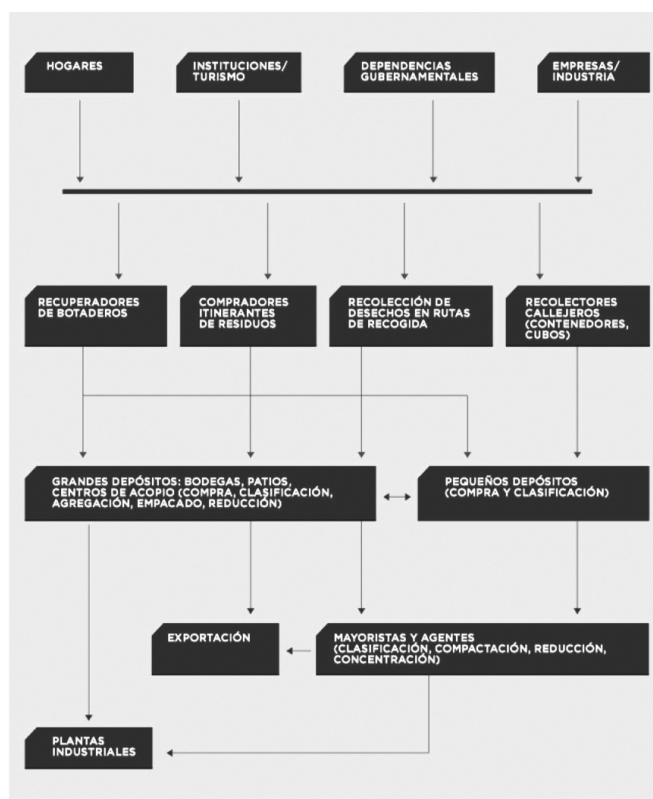 HOGARES
INSTITUCIONES/
TURISMO
DEPENDENCIAS
GUBERNAMENTALES
EMPRESAS/
INDUSTRIA
RECUPERADORES
DE BOTADEROS
COMPRADORES
ITINERANTES
DE RESIDUOS
RECOLECCIÓN DE
DESECHOS EN RUTAS
DE RECOGIDA
RECOLECTORES
CALLEJEROS
(CONTENEDORES,
CUBOS)
GRANDES DEPÓSITOS: BODEGAS, PATIOS,
CENTROS DE ACOPIO (COMPRA, CLASIFICACIÓN,
AGREGACIÓN, EMPACADO, REDUCCIÓN)
PEQUEÑOS DEPÓSITOS
(COMPRA Y CLASIFICACIÓN)
EXPORTACIÓN
MAYORISTAS Y AGENTES
(CLASIFICACIÓN, COMPACTACIÓN, REDUCCIÓN,
CONCENTRACIÓN)
PLANTAS
INDUSTRIALES